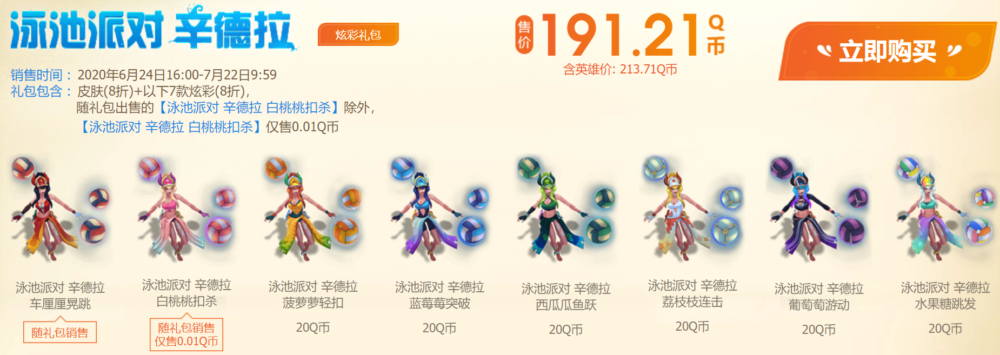 泳池派对 辛德拉
炫彩礼包
售价
191.21
Q币
含英雄价: 213.71Q币
立即购买
销售时间：2020年6月24日16:00-7月22日9:59
礼包包含：皮肤(8折)+以下7款炫彩(8折),
随礼包出售的【泳池派对 辛德拉 白桃桃扣杀】除外,
【泳池派对 辛德拉 白桃桃扣杀】仅售0.01Q币
泳池派对 辛德拉
车厘厘晃跳
随礼包销售
泳池派对 辛德拉
白桃桃扣杀
随礼包销售
仅售0.01Q币
泳池派对 辛德拉
菠萝萝轻扣
20Q币
泳池派对 辛德拉
蓝莓莓突破
20Q币
泳池派对 辛德拉
西瓜瓜鱼跃
20Q币
泳池派对 辛德拉
荔枝枝连击
20Q币
泳池派对 辛德拉
葡萄萄游动
20Q币
泳池派对 辛德拉
水果糖跳发
20Q币